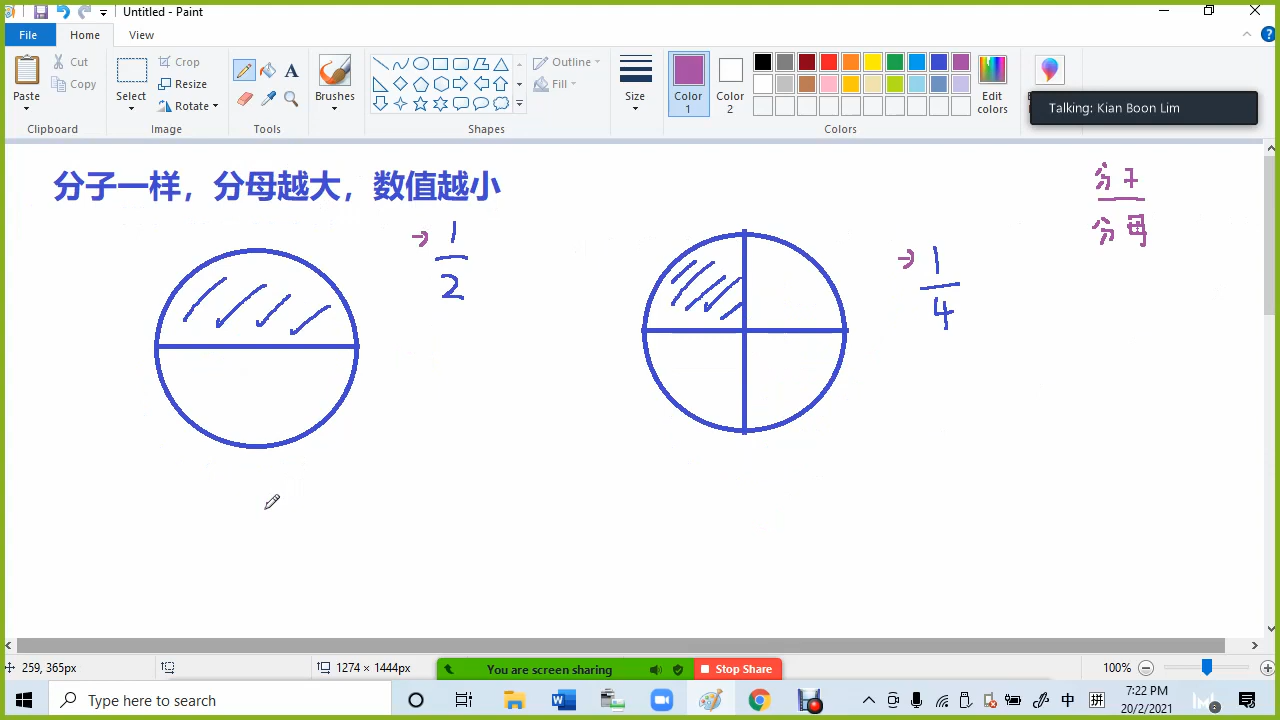 Untitled - Paint
File
Home
View
Paste
Cut
Copy
Clipboard
Select
Crop
Resize
Rotate
Image
A
Tools
Brushes
Shapes
Outline
Fill
Size
Color 1
Color 2
Colors
Edit colors
Talking: Kian Boon Lim
分子一样，分母越大，数值越小
1
2
1
4
分子
分母
259, 365px
1274 × 1444px
You are screen sharing
Stop Share
100%
Type here to search
中
拼
7:22 PM
20/2/2021